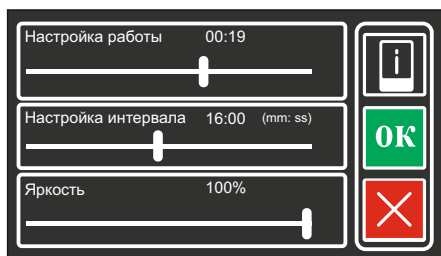 Настройка работы 00:19
Настройка интервала 16:00 (mm: ss)
Яркость 100%
i
ОК